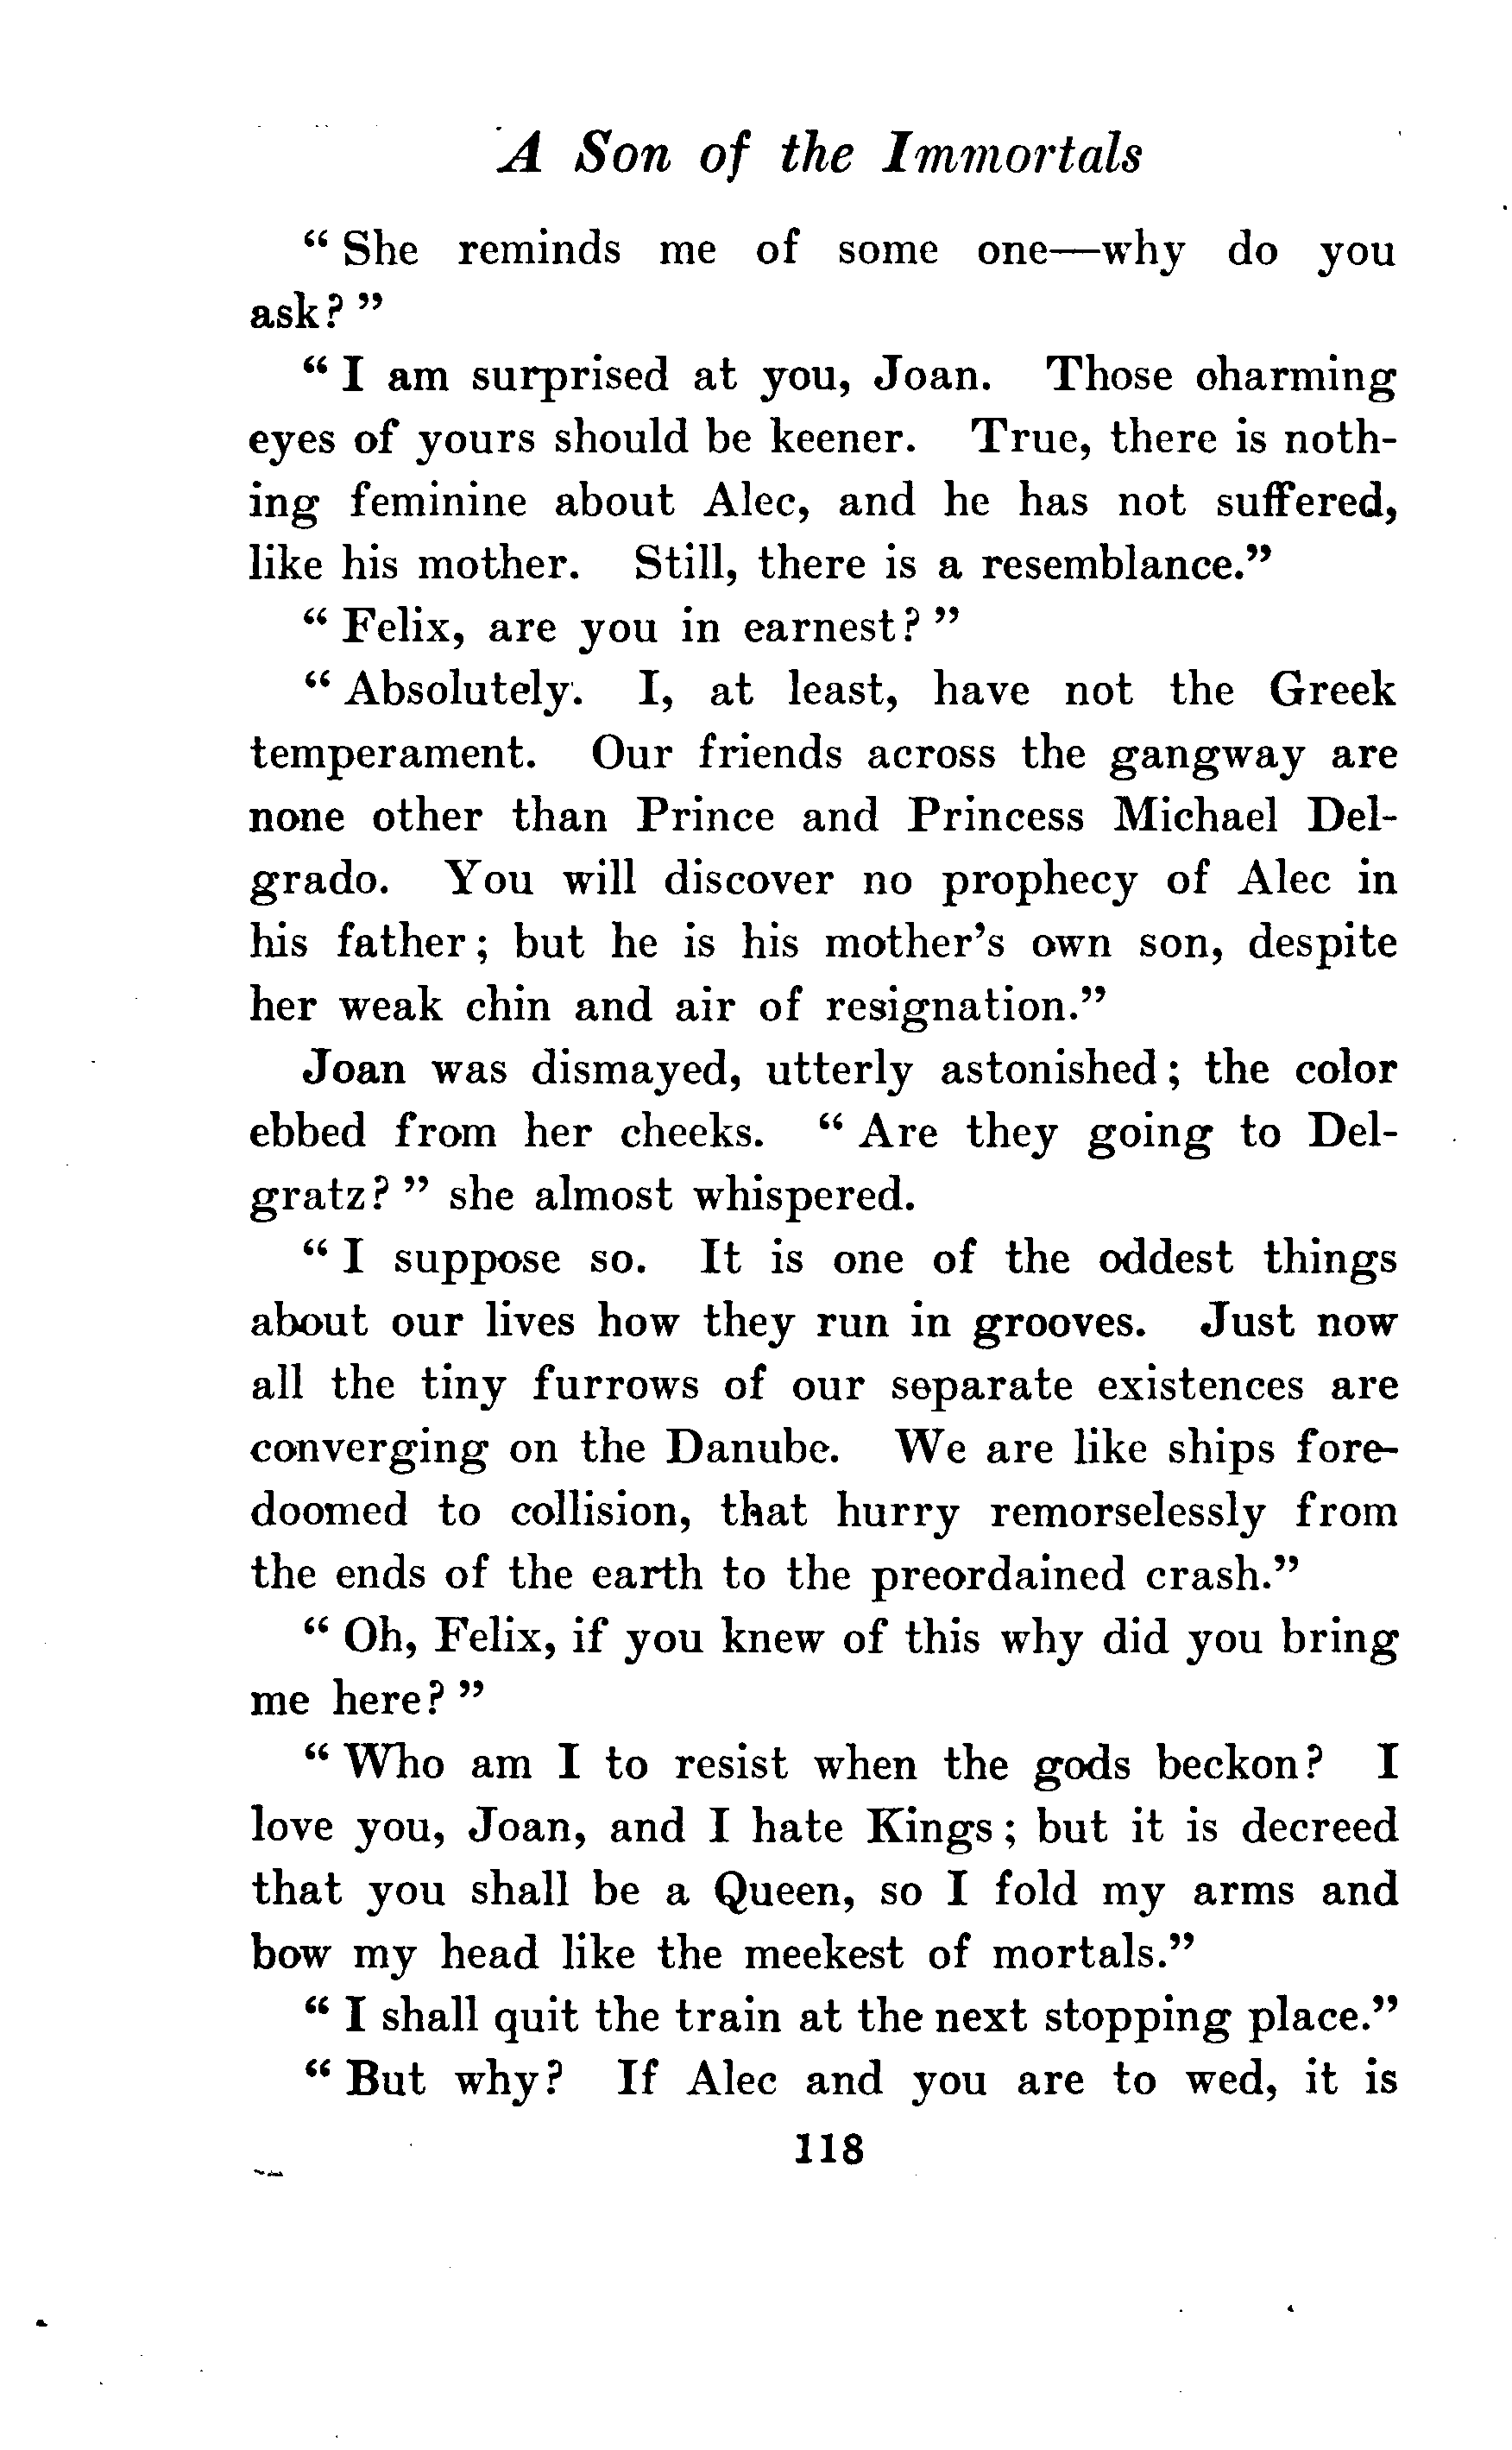 A Son of the Immortals
“ She reminds me of some one—why do you
ask? ”
“ I am surprised at you, Joan. Those charming
eyes of yours should be keener. True, there is noth-
ing feminine about Alec, and he has not suffered,
like his mother. Still, there is a resemblance.”
“ Felix, are you in earnest? ”
“ Absolutely. I, at least, have not the Greek
temperament. Our friends across the gangway are
none other than Prince and Princess Michael Del-
grado. You will discover no prophecy of Alec in
his father; but he is his mother’s own son, despite
her weak chin and air of resignation.”
Joan was dismayed, utterly astonished; the color
ebbed from her cheeks. “ Are they going to Del-
gratz? ” she almost whispered.
“ I suppose so. It is one of the oddest things
about our lives how they run in grooves. Just now
all the tiny furrows of our separate existences are
converging on the Danube. We are like ships fore-
doomed to collision, that hurry remorselessly from
the ends of the earth to the preordained crash.”
“ Oh, Felix, if you knew of this why did you bring
me here? ”
“ Who am I to resist when the gods beckon? I
love you, Joan, and I hate Kings; but it is decreed
that you shall be a Queen, so I fold my arms and
bow my head like the meekest of mortals.”
“ I shall quit the train at the next stopping place.”
“ But why? If Alec and you are to wed, it is
118